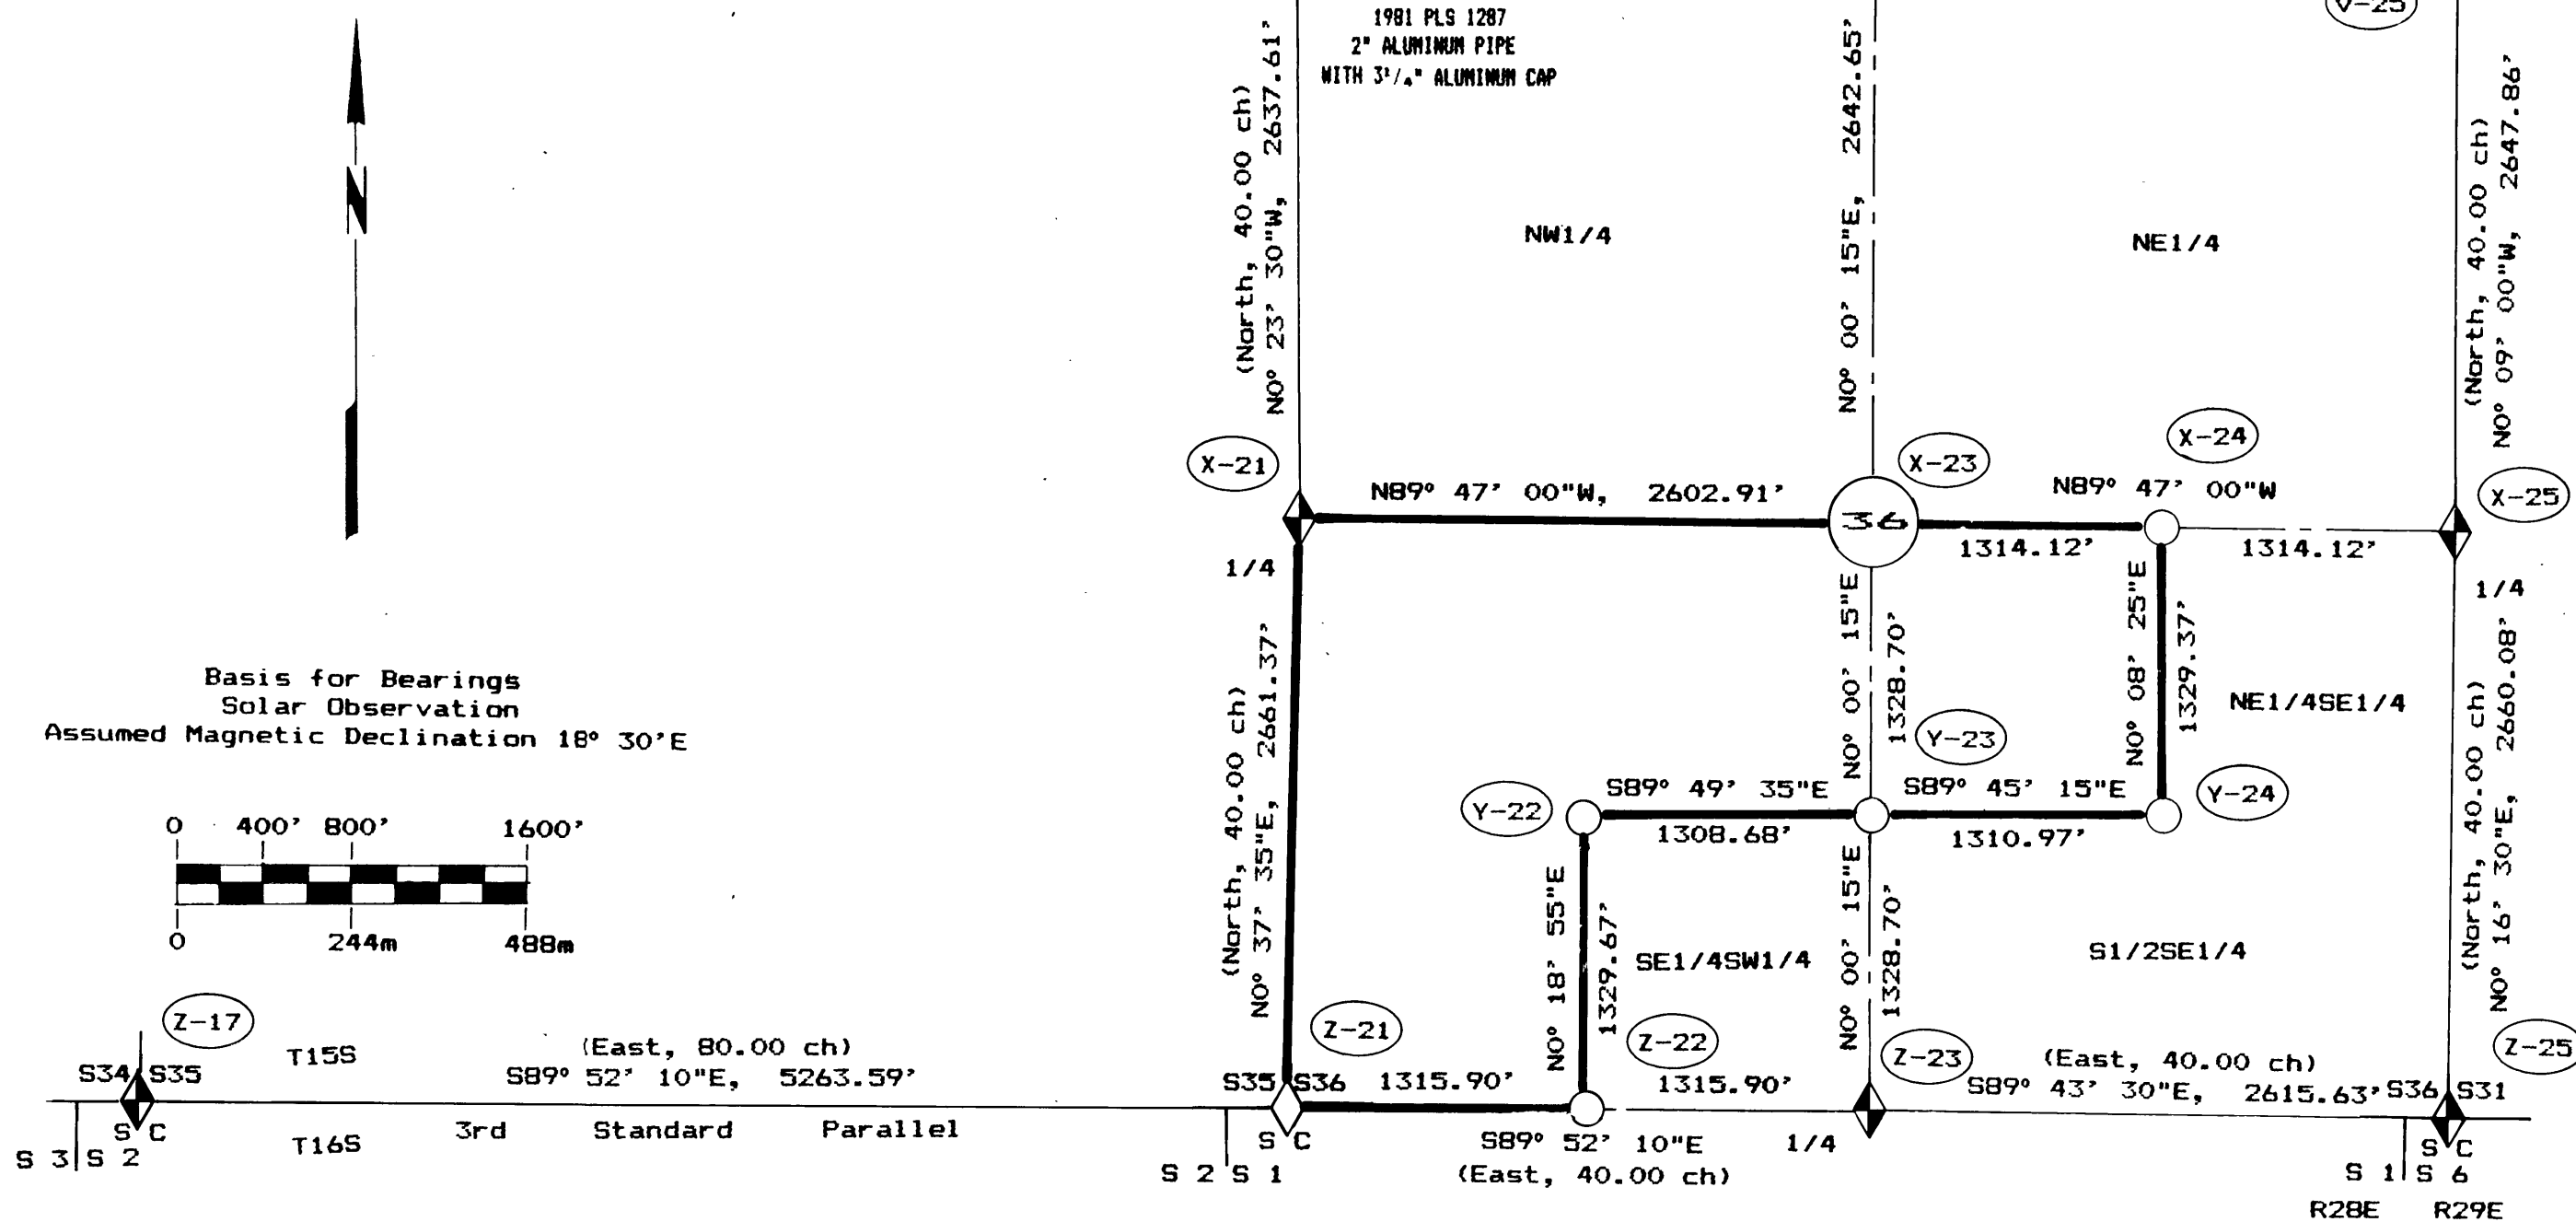 1981 PLS 1287
2" ALUMINUM PIPE
WITH 3¹/₄" ALUMINUM CAP
V-25
(North, 40.00 ch)
N0° 23' 30"W, 2637.61'
N0° 00' 15"E, 2642.65'
(North, 40.00 ch)
N0° 09' 00"W, 2647.86'
N
NW1/4
NE1/4
X-21
X-23
X-24
X-25
N89° 47' 00"W, 2602.91'
36
N89° 47' 00"W
1314.12'
1314.12'
1/4
1/4
(North, 40.00 ch)
N0° 37' 35"E, 2661.37'
N0° 00' 15"E
1328.70'
N0° 08' 25"E
1329.37'
NE1/4SE1/4
(North, 40.00 ch)
N0° 16' 30"E, 2660.08'
Basis for Bearings
Solar Observation
Assumed Magnetic Declination 18° 30'E
Y-22
Y-23
Y-24
S89° 49' 35"E
1308.68'
S89° 45' 15"E
1310.97'
0 400' 800' 1600'
0 244m 488m
N0° 18' 55"E
1329.67'
SE1/4SW1/4
N0° 00' 15"E
1328.70'
S1/2SE1/4
Z-17
Z-21
Z-22
Z-23
Z-25
T15S
(East, 80.00 ch)
S34 S35
S89° 52' 10"E, 5263.59'
S35 S36
1315.90'
1315.90'
(East, 40.00 ch)
S89° 43' 30"E, 2615.63'
S36 S31
S C
T16S
3rd Standard Parallel
S C
S89° 52' 10"E
(East, 40.00 ch)
1/4
S C
S 3 S 2
S 2 S 1
S 1 S 6
R28E R29E